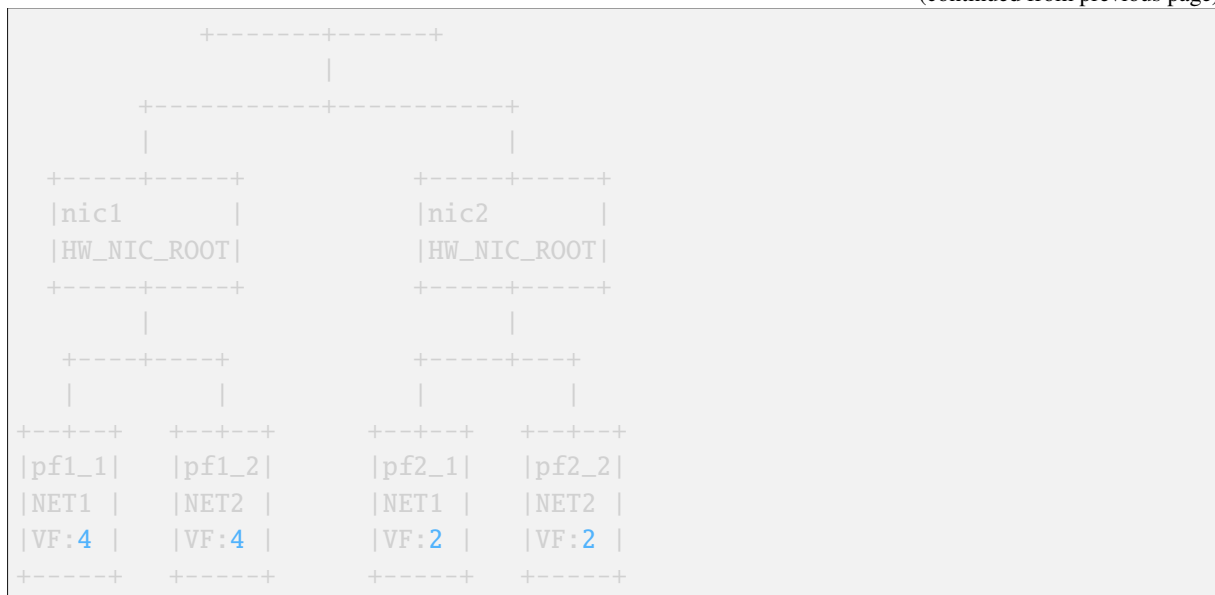 (continued from previous page)
            +-------+------+
                    |
        +-----------+-----------+
        |                       |
  +-----+-----+           +-----+-----+
  |nic1       |           |nic2       |
  |HW_NIC_ROOT|           |HW_NIC_ROOT|
  +-----+-----+           +-----+-----+
        |                       |
   +----+----+            +-----+---+
   |         |            |         |
+--+--+   +--+--+      +--+--+   +--+--+
|pf1_1|   |pf1_2|      |pf2_1|   |pf2_2|
|NET1 |   |NET2 |      |NET1 |   |NET2 |
|VF:4 |   |VF:4 |      |VF:2 |   |VF:2 |
+-----+   +-----+      +-----+   +-----+